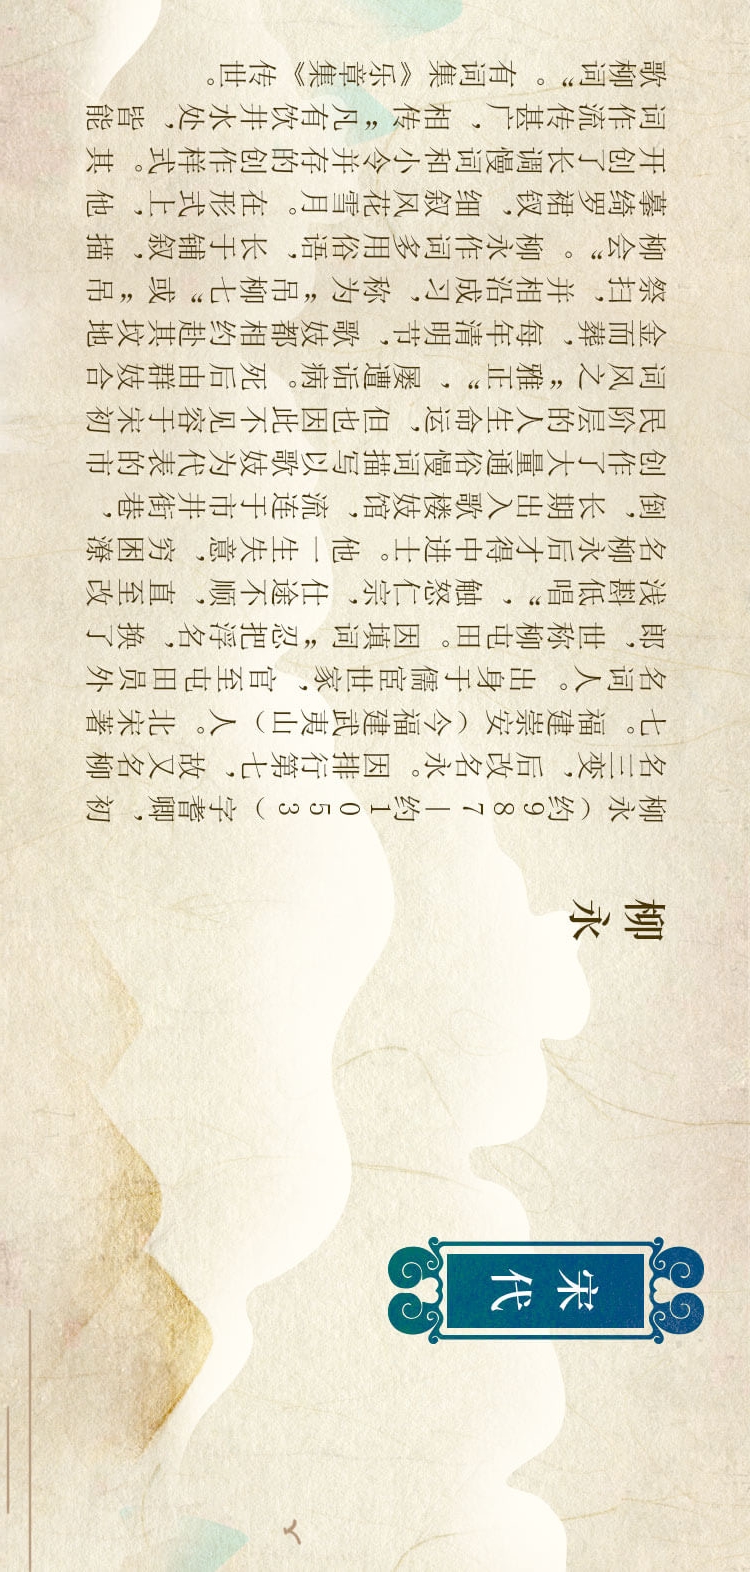 宋代
柳永
柳永（约987—约1053）字耆卿，初
名三变，后改名永。因排行第七，故又名柳
七。福建崇安（今福建武夷山）人。北宋著
名词人。出身于儒宦世家，官至屯田员外
郎，世称柳屯田。因填词“忍把浮名，换了
浅斟低唱”，触怒仁宗，仕途不顺，直至改
名柳永后才得中进士。他一生失意，穷困潦
倒，长期出入歌楼妓馆，流连于市井街巷，
创作了大量通俗慢词描写以歌妓为代表的市
民阶层的人生命运，但也因此不见容于宋初
词风之“雅正”，屡遭诟病。死后由群妓合
金而葬，每年清明节，歌妓都相约赴其坟地
祭扫，并相沿成习，称为“吊柳七”或“吊
柳会”。柳永作词多用俗语，长于铺叙，描
摹绮罗裙钗，细叙风花雪月。在形式上，他
开创了长调慢词和小令并存的创作样式。其
词作流传甚广，相传“凡有饮井水处，皆能
歌柳词”。有词集《乐章集》传世。